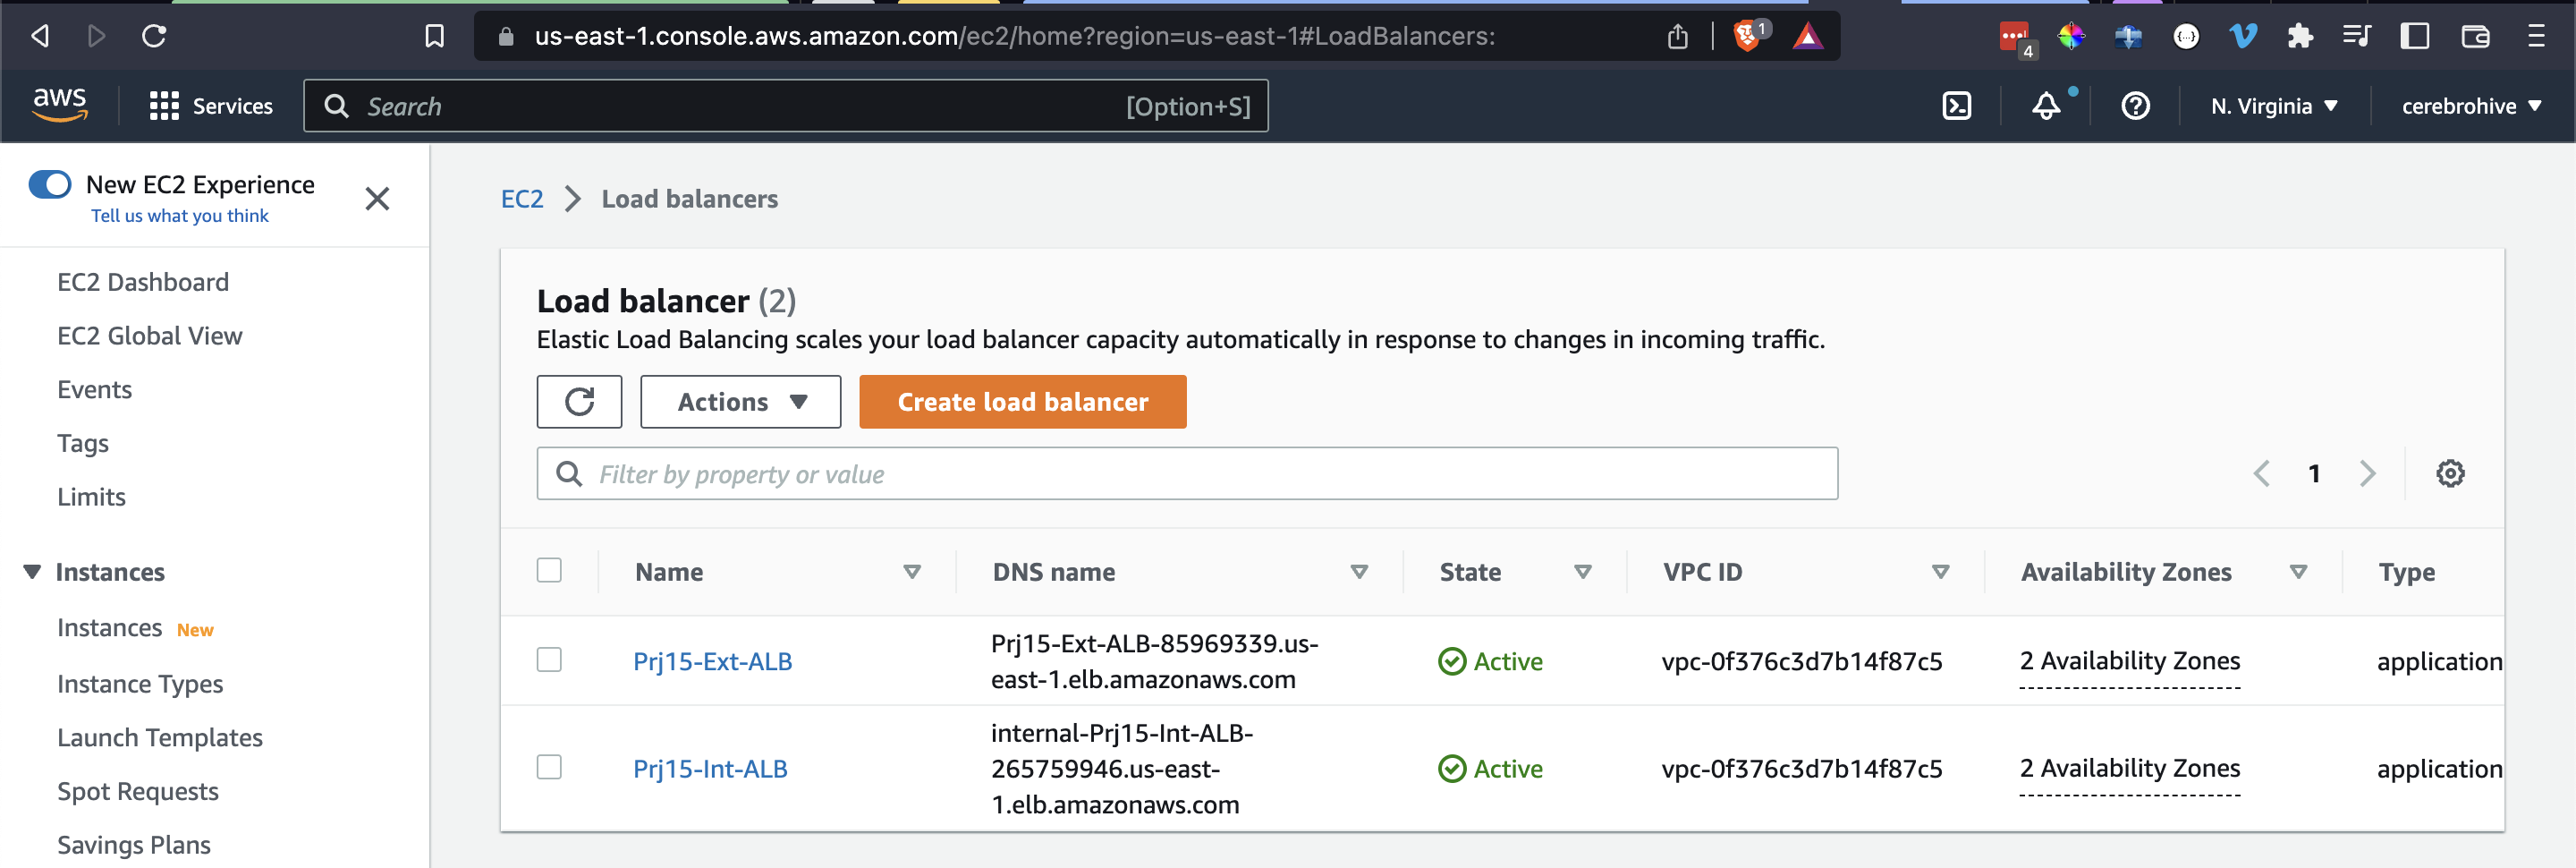 us-east-1.console.aws.amazon.com/ec2/home?region=us-east-1#LoadBalancers:
1
4
aws
Services
Search
[Option+S]
N. Virginia
cerebrohive
New EC2 Experience
Tell us what you think
EC2 Dashboard
EC2 Global View
Events
Tags
Limits
Instances
Instances New
Instance Types
Launch Templates
Spot Requests
Savings Plans
EC2 > Load balancers
Load balancer (2)
Elastic Load Balancing scales your load balancer capacity automatically in response to changes in incoming traffic.
Actions
Create load balancer
Filter by property or value
1
Name DNS name State VPC ID Availability Zones Type
Prj15-Ext-ALB
Prj15-Ext-ALB-85969339.us-
east-1.elb.amazonaws.com
Active
vpc-0f376c3d7b14f87c5
2 Availability Zones
application
Prj15-Int-ALB
internal-Prj15-Int-ALB-
265759946.us-east-
1.elb.amazonaws.com
Active
vpc-0f376c3d7b14f87c5
2 Availability Zones
application